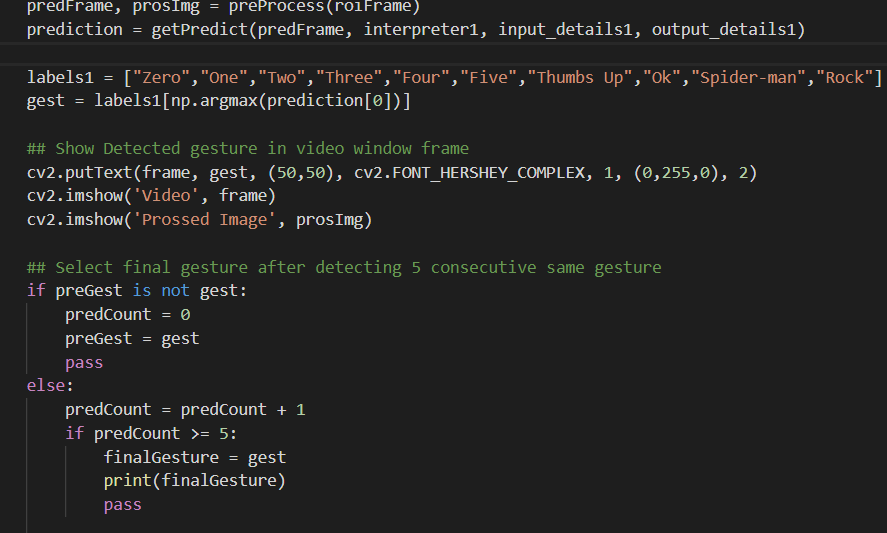 predFrame, prosImg = preProcess(roiFrame)
prediction = getPredict(predFrame, interpreter1, input_details1, output_details1)
labels1 = ["Zero","One","Two","Three","Four","Five","Thumbs Up","Ok","Spider-man","Rock"]
gest = labels1[np.argmax(prediction[0])]
## Show Detected gesture in video window frame
cv2.putText(frame, gest, (50,50), cv2.FONT_HERSHEY_COMPLEX, 1, (0,255,0), 2)
cv2.imshow('Video', frame)
cv2.imshow('Prossed Image', prosImg)
## Select final gesture after detecting 5 consecutive same gesture
if preGest is not gest:
    predCount = 0
    preGest = gest
    pass
else:
    predCount = predCount + 1
    if predCount >= 5:
        finalGesture = gest
        print(finalGesture)
        pass